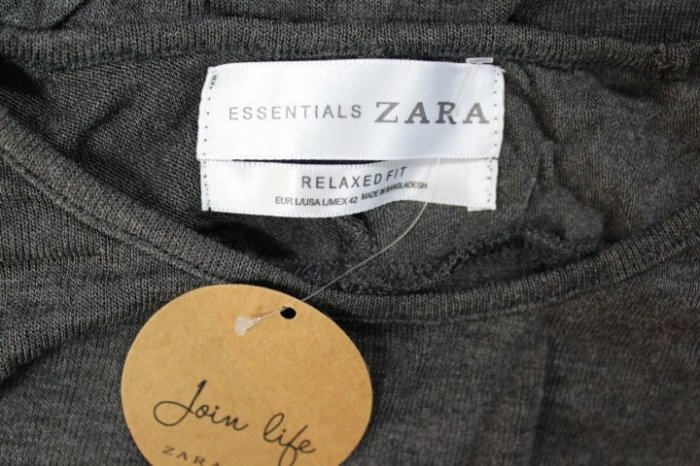 ESSENTIALS ZARA
RELAXED FIT
EUR L/USA L/MEX 42 MADE IN BANGLADESH
Join life
ZARA